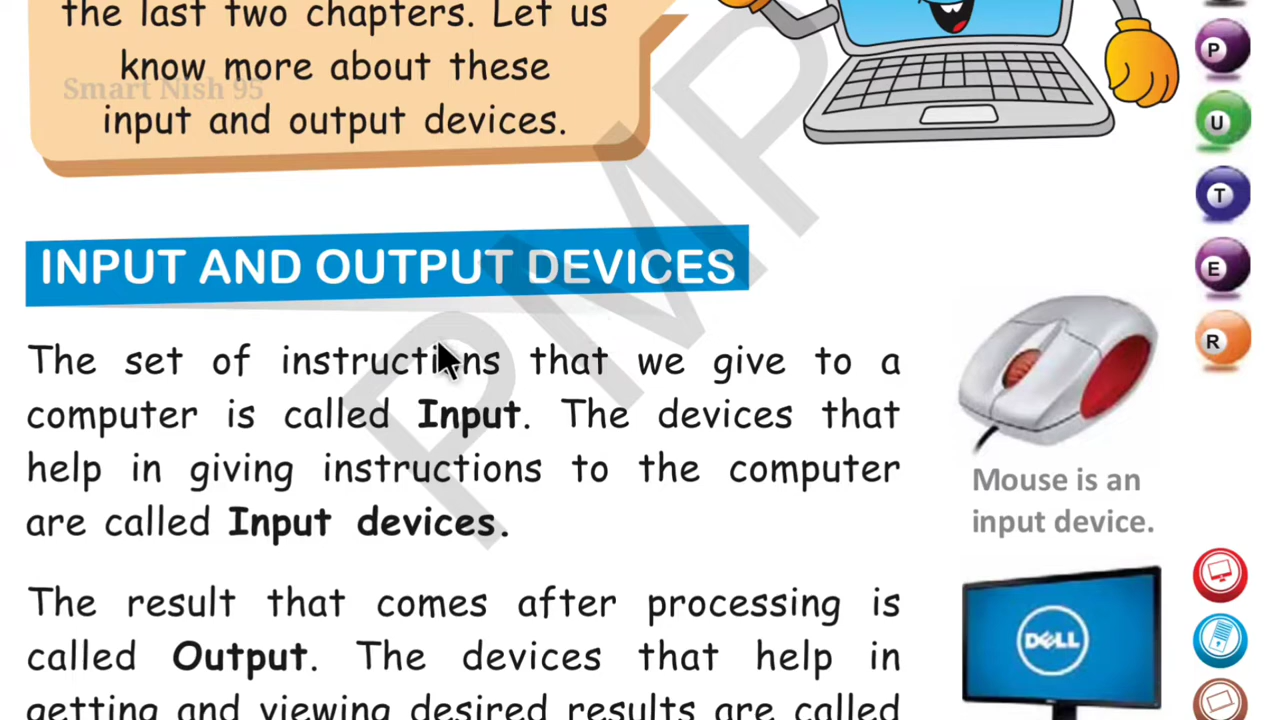 the last two chapters. Let us
know more about these
Smart Nish 95
input and output devices.
INPUT AND OUTPUT DEVICES
The set of instructions that we give to a
computer is called Input. The devices that
help in giving instructions to the computer
are called Input devices.
Mouse is an
input device.
The result that comes after processing is
called Output. The devices that help in
getting and viewing desired results are called
DELL
PMP
P
U
T
E
R